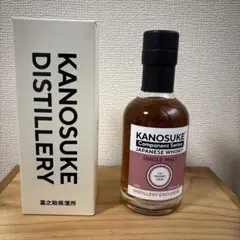 KANOSUKE
DISTILLERY
嘉之助蒸溜所
KANOSUKE
Component Series
JAPANESE WHISKY
SINGLE MALT
DISTILLERY EXCLUSIVE